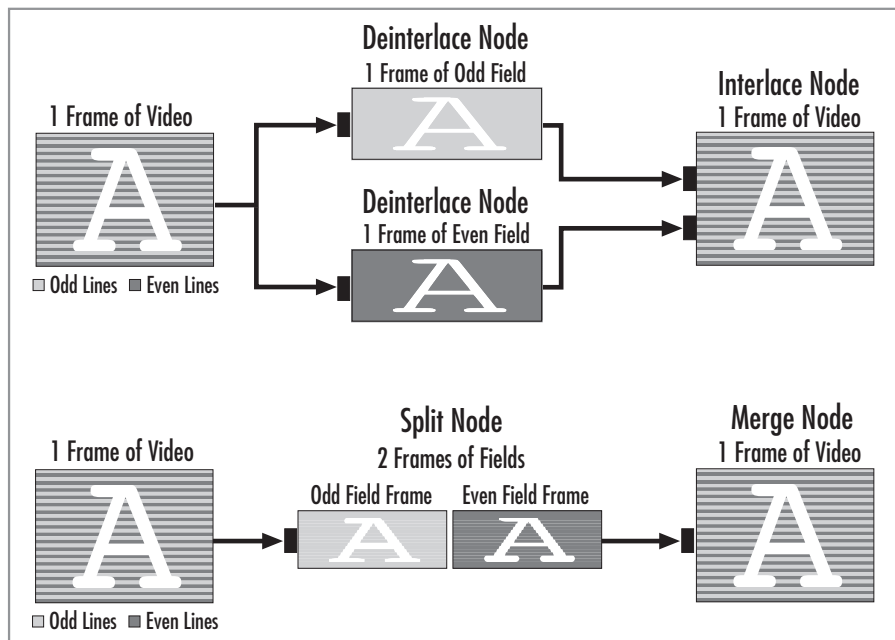 Deinterlace Node
1 Frame of Odd Field
Interlace Node
1 Frame of Video
1 Frame of Video
A
A
A
Deinterlace Node
1 Frame of Even Field
A
Odd Lines Even Lines
Split Node
2 Frames of Fields
Merge Node
1 Frame of Video
1 Frame of Video
Odd Field Frame Even Field Frame
A
A
A
A
Odd Lines Even Lines